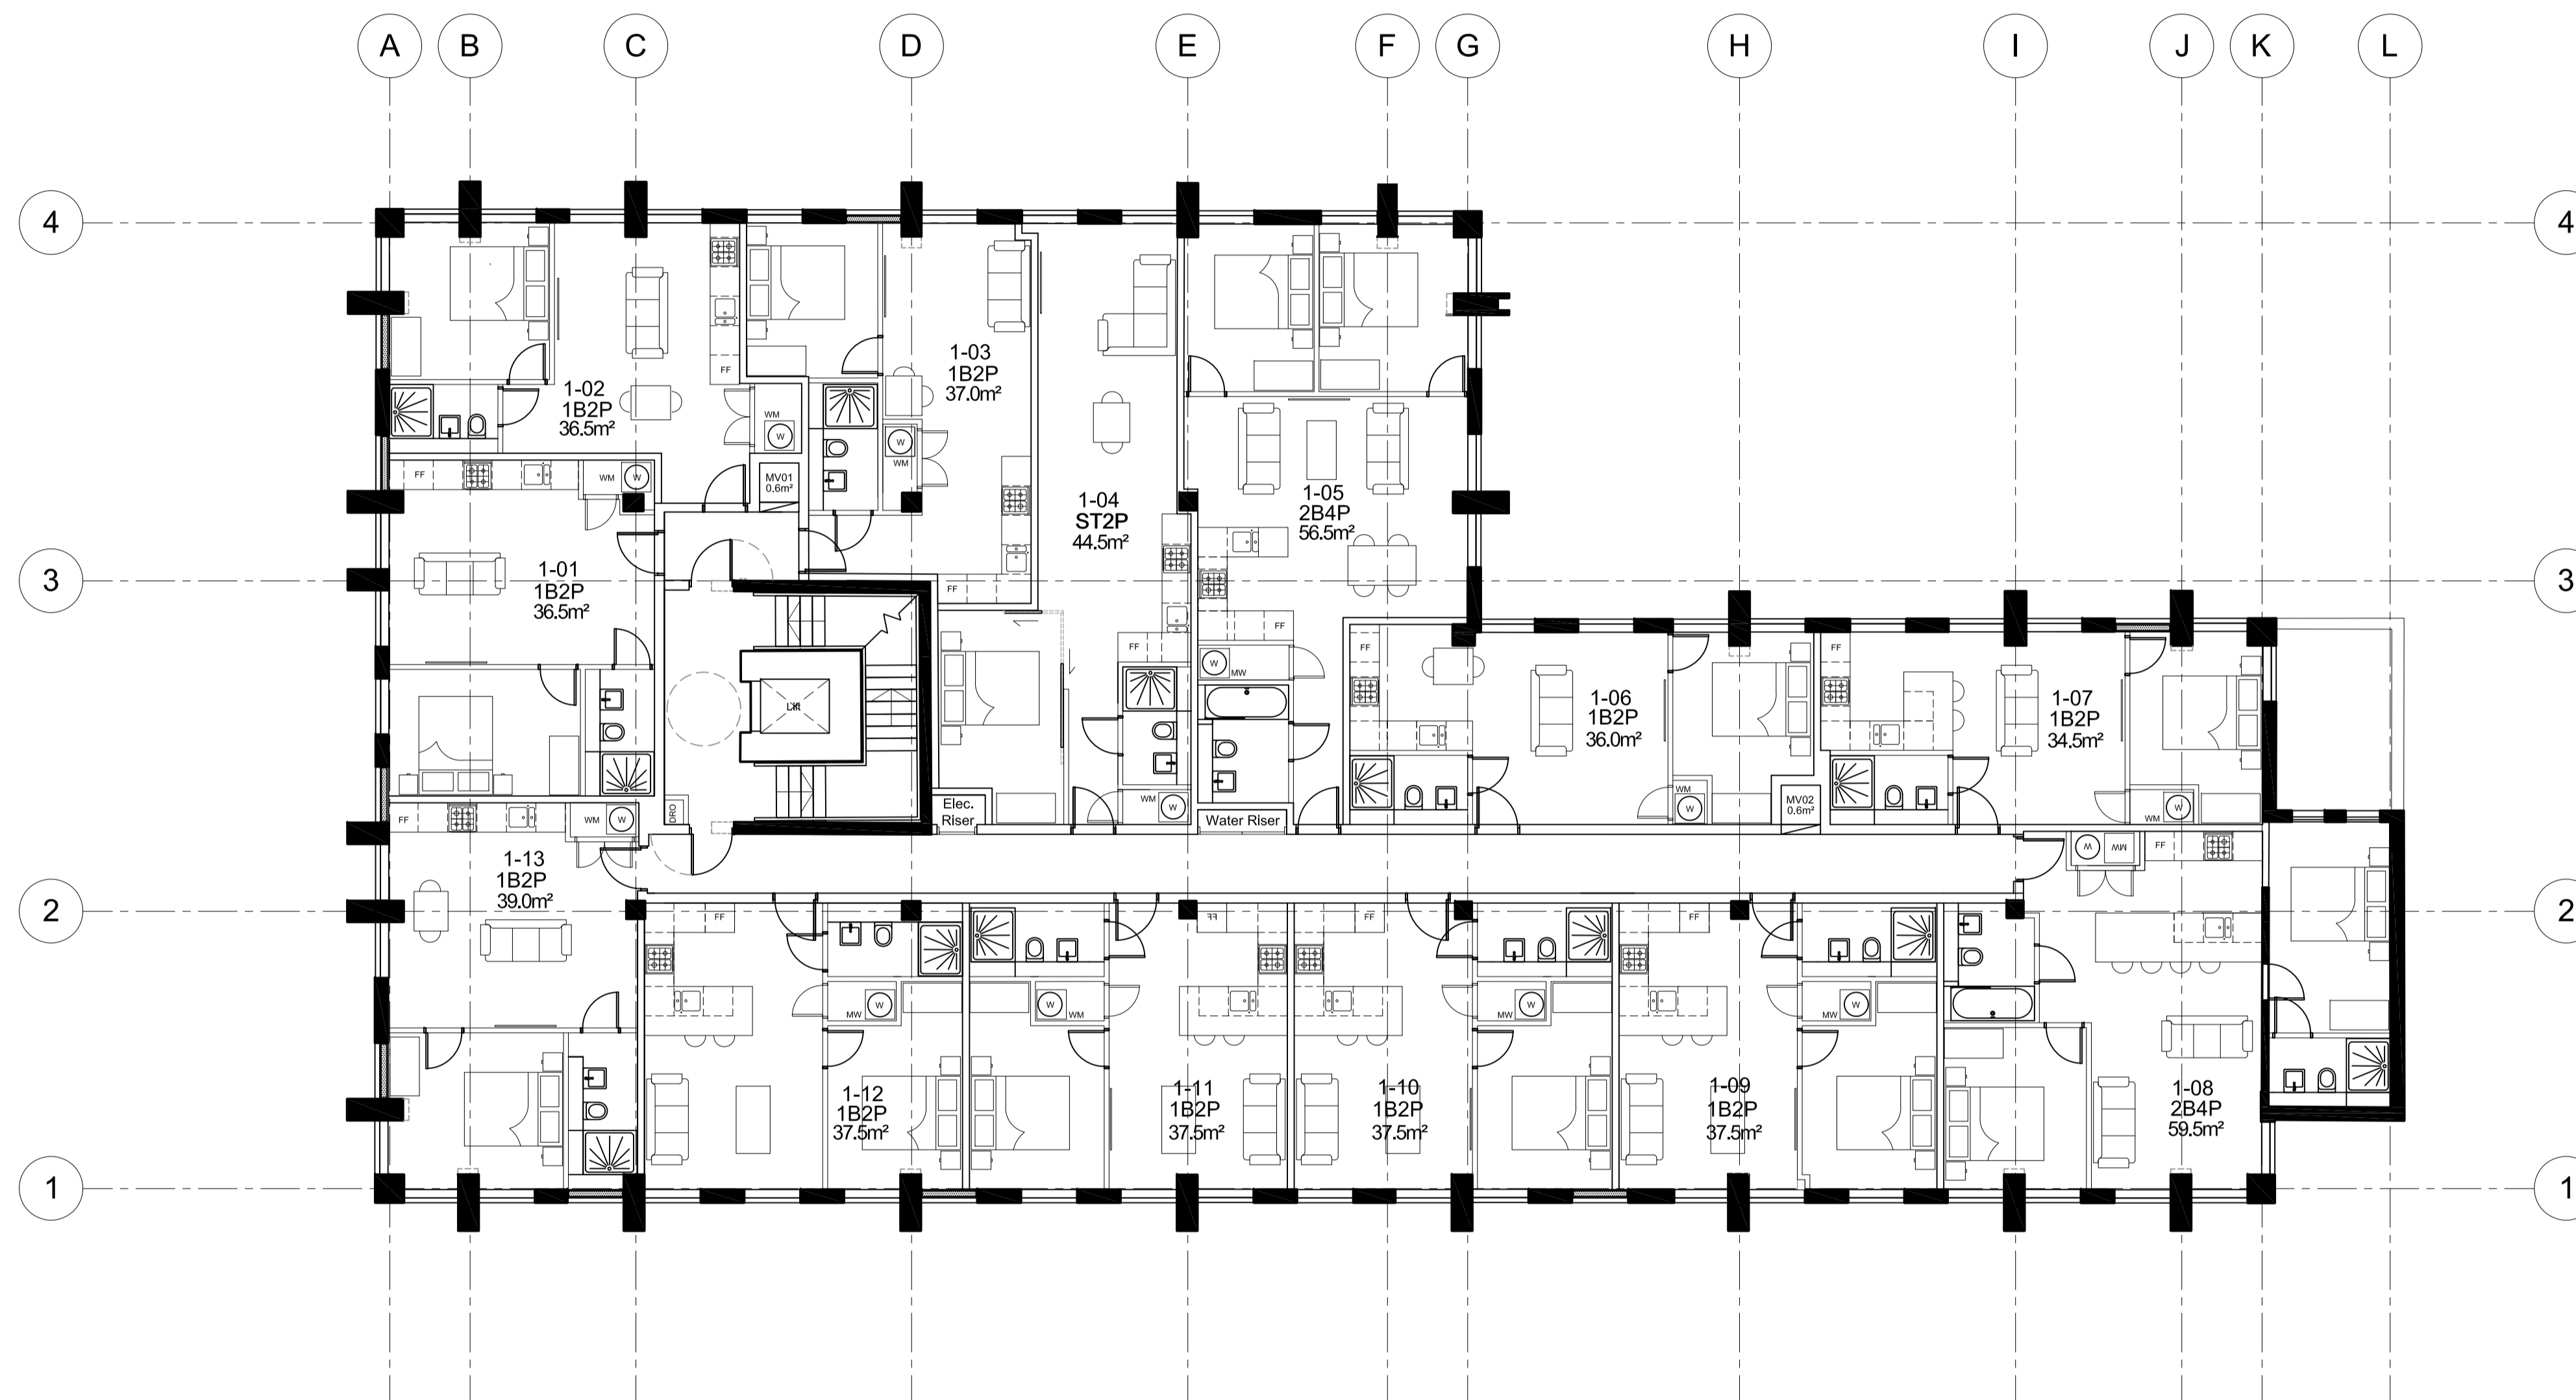 A B C D E F G H I J K L
4 4
FF
1-02
1B2P
36.5m²
WM
W
MV01
0.6m²
1-03
1B2P
37.0m²
W
WM
FF
1-04
ST2P
44.5m²
FF
WM
W
1-05
2B4P
56.5m²
FF
W
MW
FF
WM
W
1-01
1B2P
36.5m²
3 3
Lift
DRO
Elec.
Riser
Water Riser
FF
1-06
1B2P
36.0m²
WM
W
MV02
0.6m²
FF
1-07
1B2P
34.5m²
WM
W
FF
WM
W
1-13
1B2P
39.0m²
2 2
FF
MW
W
1-12
1B2P
37.5m²
FF
W
WM
1-11
1B2P
37.5m²
FF
MW
W
1-10
1B2P
37.5m²
FF
MW
W
1-09
1B2P
37.5m²
W
WM
FF
1-08
2B4P
59.5m²
1 1